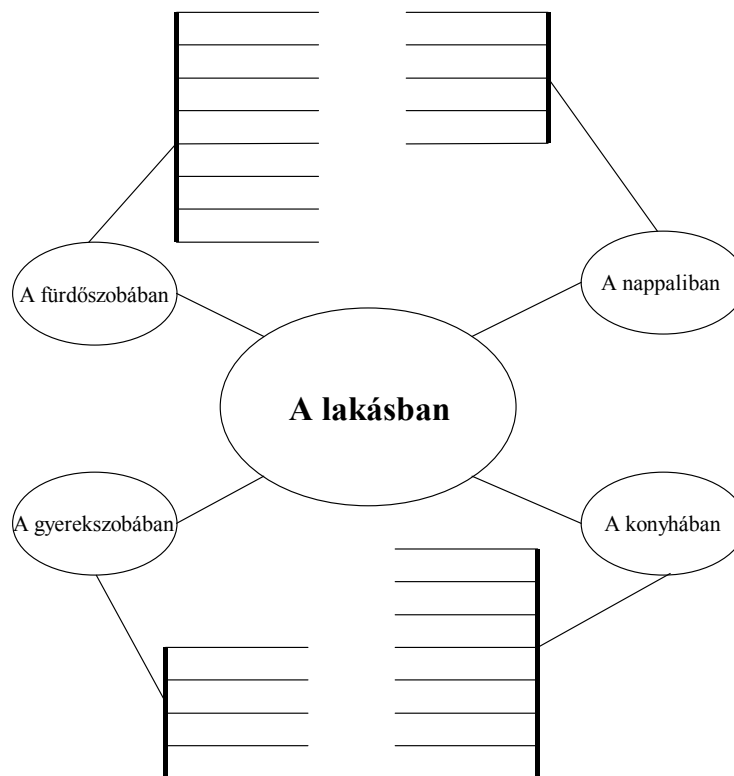 A fürdőszobában
A nappaliban
A lakásban
A gyerekszobában
A konyhában